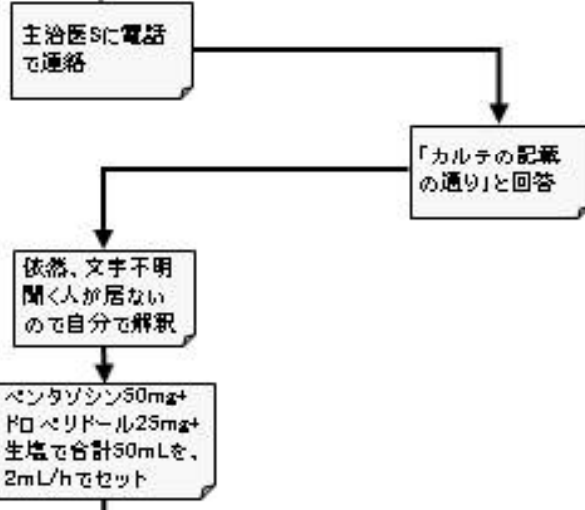 主治医Sに電話
で連絡
「カルテの記載
の通り」と回答
依然、文字不明
聞く人が居ない
ので自分で解釈
ペンタゾシン50mg+
ドロペリドール25mg+
生塩で合計50mLを、
2mL/hでセット